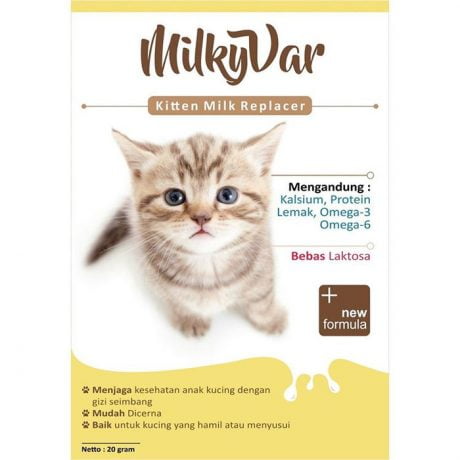 MilkyVar
Kitten Milk Replacer
Mengandung :
Kalsium, Protein
Lemak, Omega-3
Omega-6
Bebas Laktosa
+
new
formula
Menjaga kesehatan anak kucing dengan
gizi seimbang
Mudah Dicerna
Baik untuk kucing yang hamil atau menyusui
Netto : 20 gram